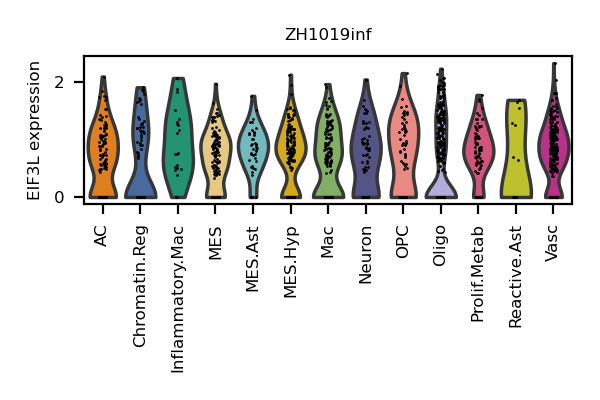 ZH1019inf
EIF3L expression
2
0
AC
Chromatin.Reg
Inflammatory.Mac
MES
MES.Ast
MES.Hyp
Mac
Neuron
OPC
Oligo
Prolif.Metab
Reactive.Ast
Vasc